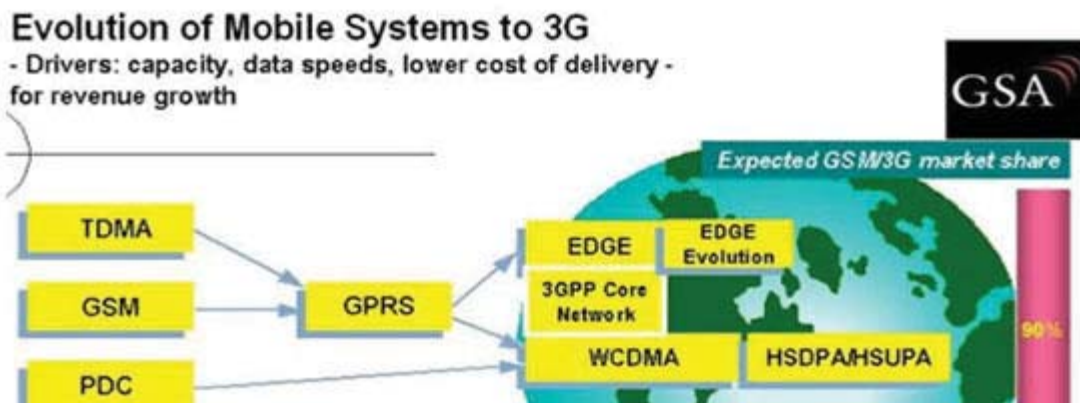 Evolution of Mobile Systems to 3G
- Drivers: capacity, data speeds, lower cost of delivery -
for revenue growth
GSA
Expected GSM/3G market share
TDMA
GSM
PDC
GPRS
EDGE
EDGE
Evolution
3GPP Core
Network
WCDMA
HSDPA/HSUPA
90%